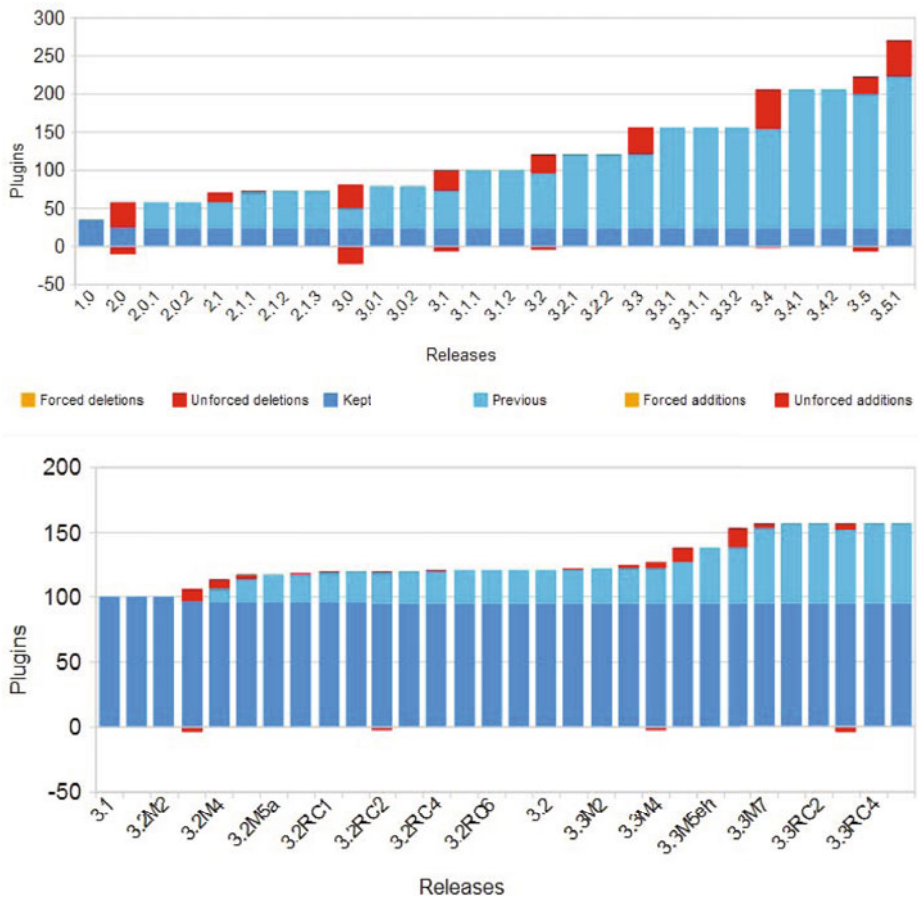 300
250
200
150
100
50
0
-50
Plugins
1.0 2.0 2.0.1 2.0.2 2.1 2.1.1 2.1.2 2.1.3 3.0 3.0.1 3.0.2 3.1 3.1.1 3.1.2 3.2 3.2.1 3.2.2 3.3 3.3.1 3.3.1.1 3.3.2 3.4 3.4.1 3.4.2 3.5 3.5.1
Releases
Forced deletions Unforced deletions Kept Previous Forced additions Unforced additions
200
150
100
50
0
-50
Plugins
3.1 3.2M2 3.2M4 3.2M5a 3.2RC1 3.2RC2 3.2RC4 3.2RC6 3.2 3.3M2 3.3M4 3.3M5eh 3.3M7 3.3RC2 3.3RC4
Releases